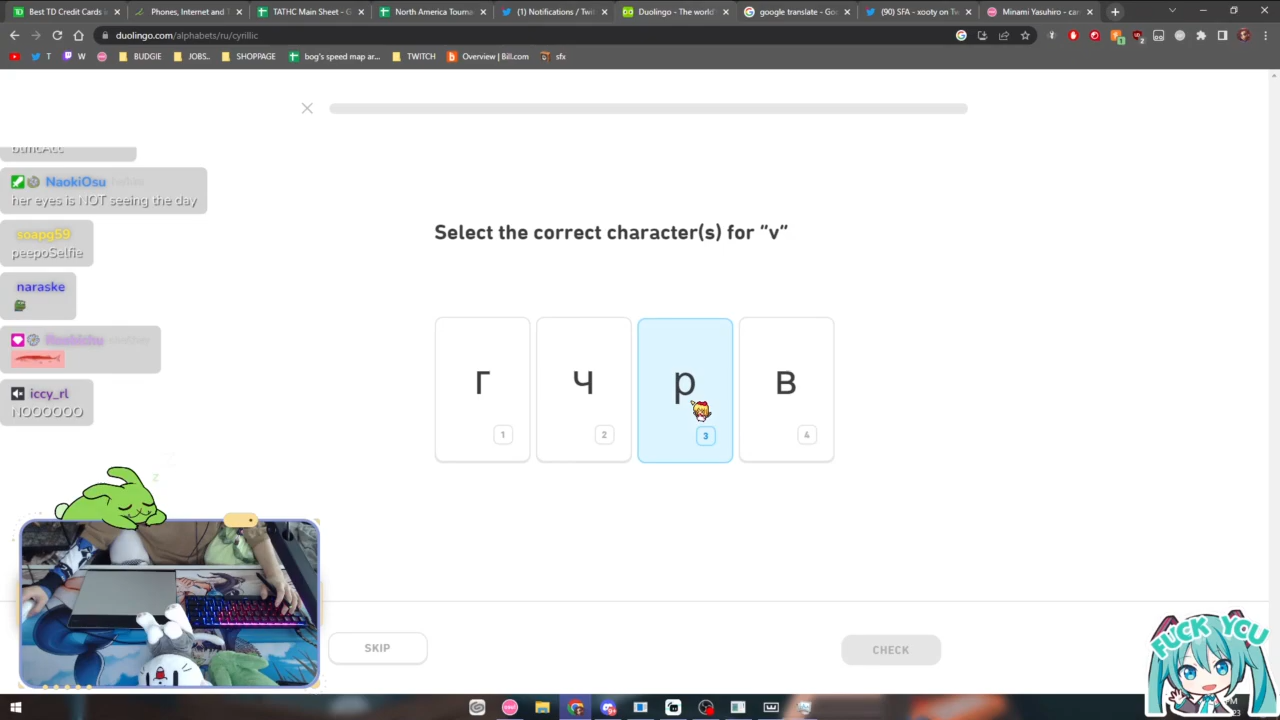 Best TD Credit Cards i
Phones, Internet and T
TATHC Main Sheet - G
North America Tourna
(1) Notifications / Twit
Duolingo - The world'
google translate - Go
(90) SFA - xooty on Tw
Minami Yasuhiro - car
duolingo.com/alphabets/ru/cyrillic
T
W
BUDGIE
JOBS..
SHOPPAGE
bog's speed map ar...
TWITCH
Overview | Bill.com
sfx
NaokiOsu
her eyes is NOT seeing the day
soapg59
peepoSelfie
naraske
iccy_rl
NOOOOOO
Select the correct character(s) for “v”
г ч р в
1 2 3 4
z
SKIP
CHECK
FUCK YOU